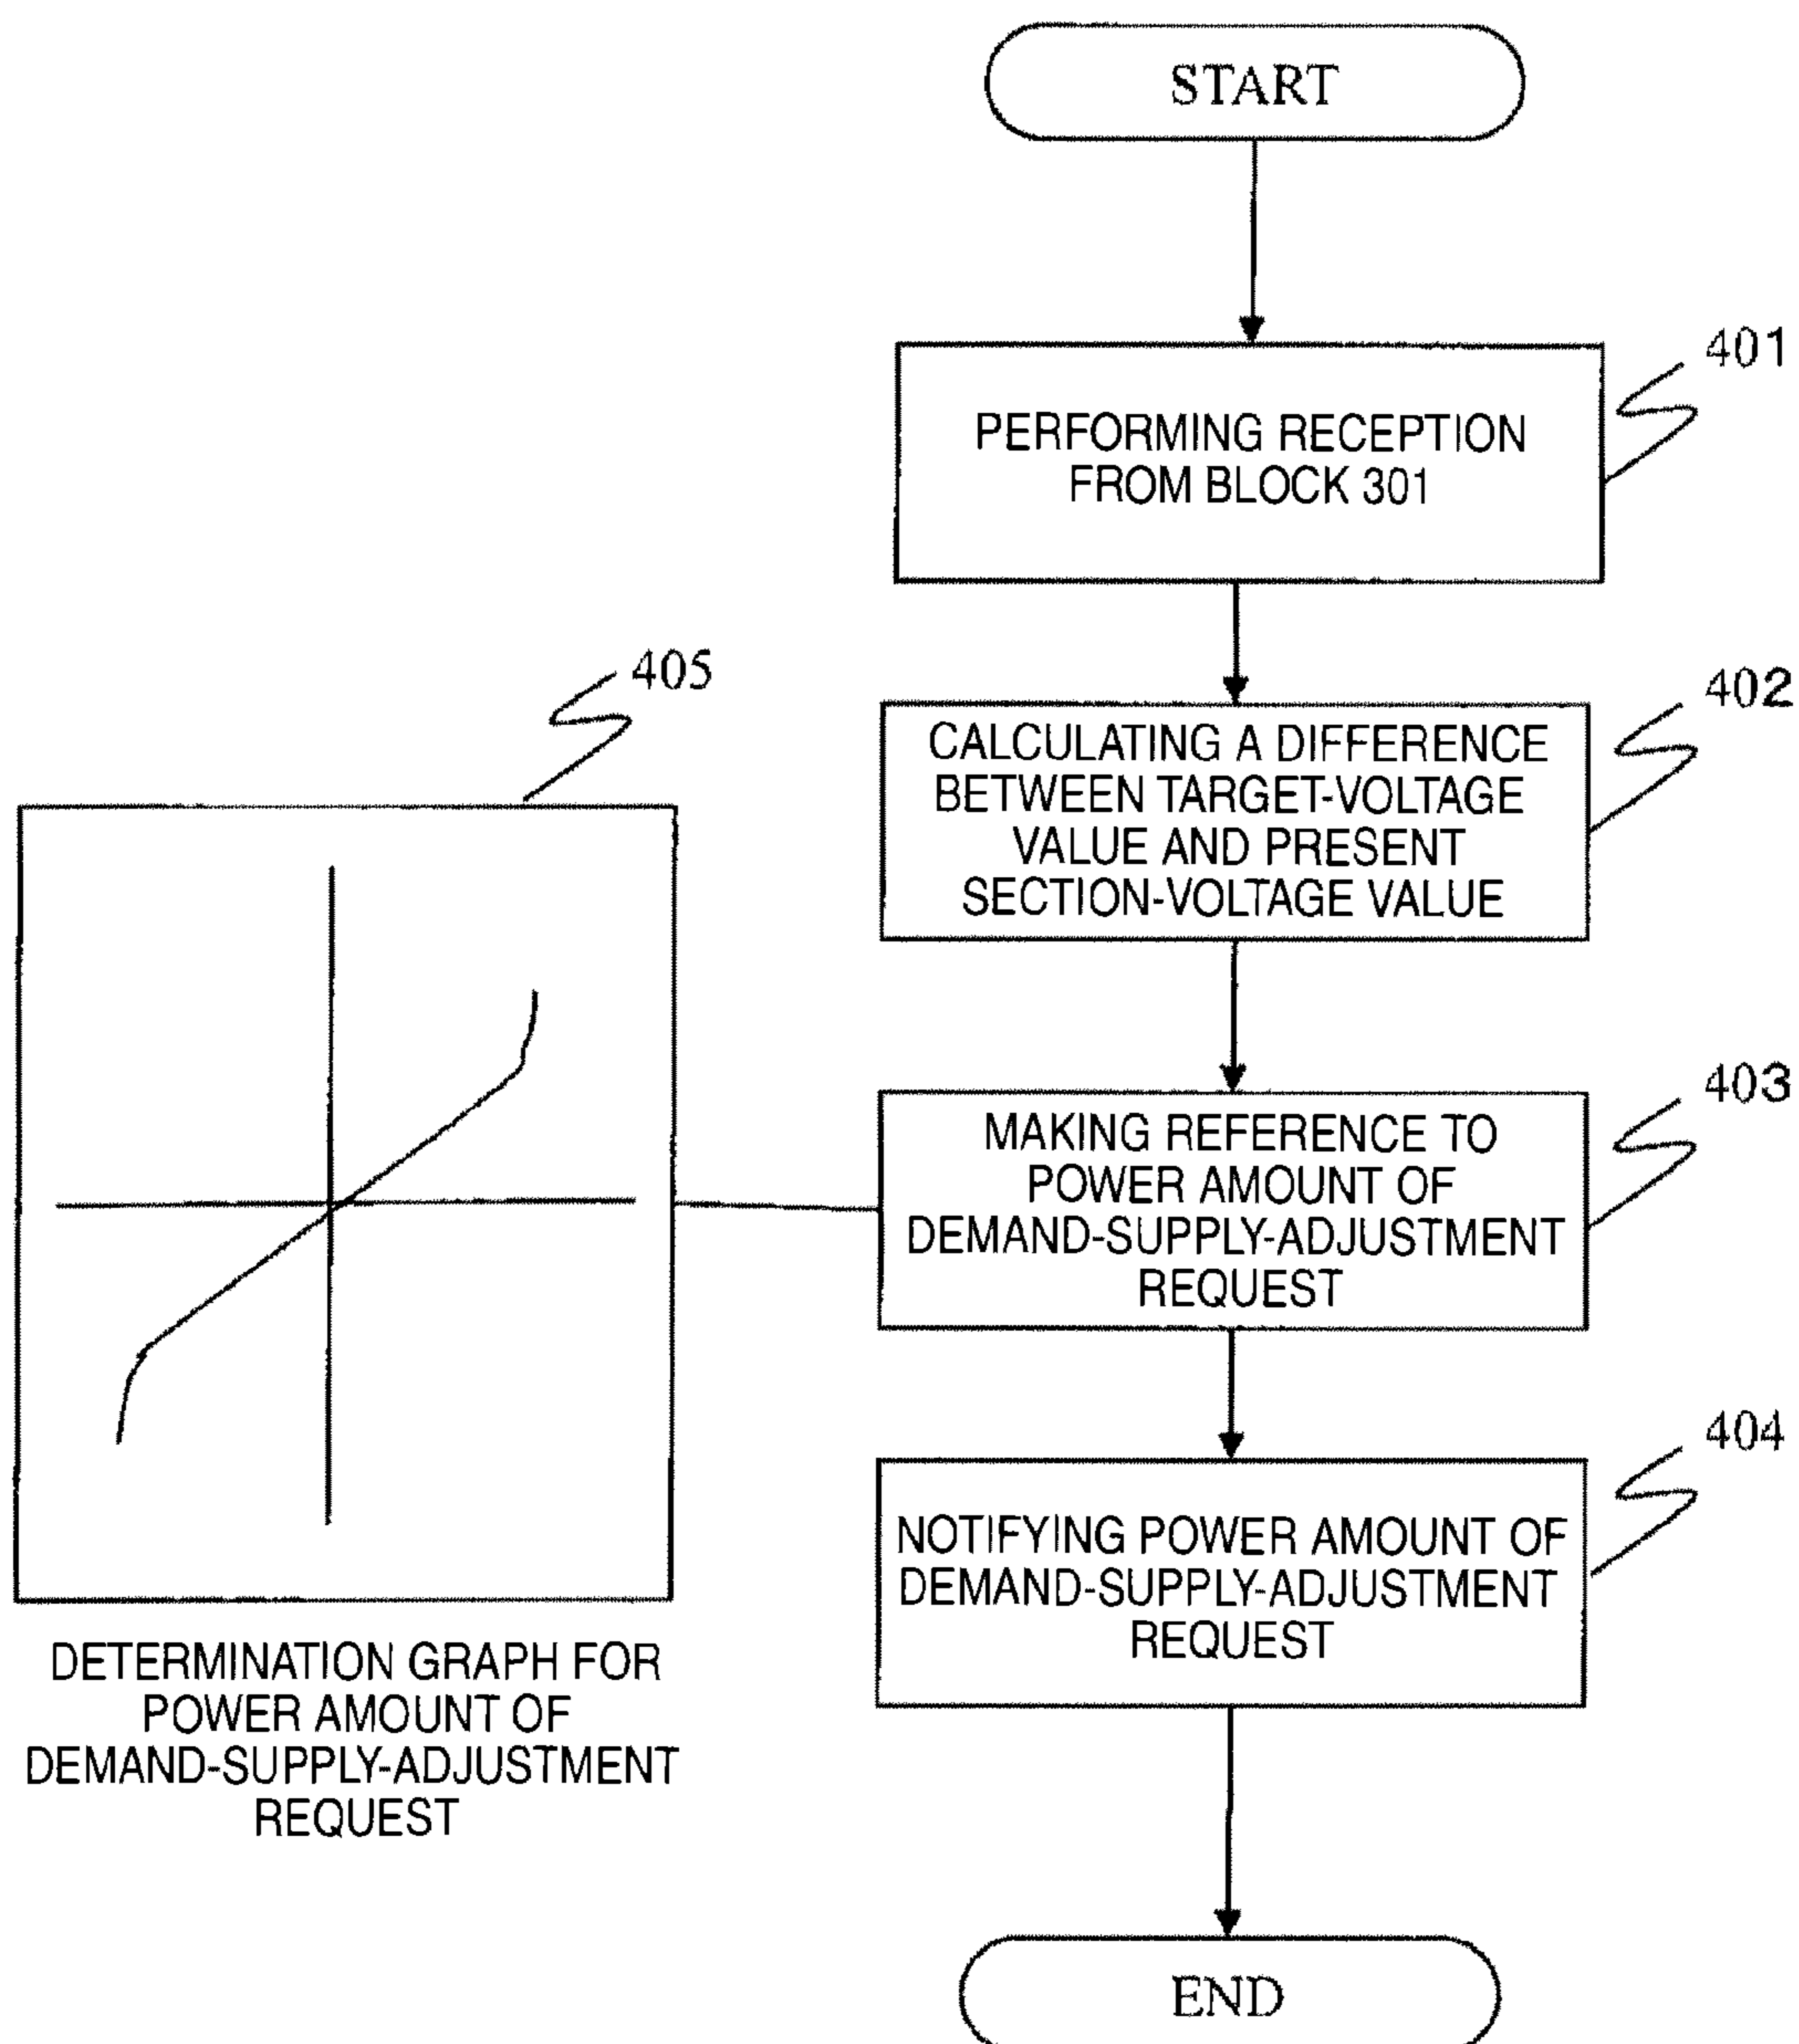 START
401
PERFORMING RECEPTION
FROM BLOCK 301
402
CALCULATING A DIFFERENCE
BETWEEN TARGET-VOLTAGE
VALUE AND PRESENT
SECTION-VOLTAGE VALUE
405
403
MAKING REFERENCE TO
POWER AMOUNT OF
DEMAND-SUPPLY-ADJUSTMENT
REQUEST
404
NOTIFYING POWER AMOUNT OF
DEMAND-SUPPLY-ADJUSTMENT
REQUEST
DETERMINATION GRAPH FOR
POWER AMOUNT OF
DEMAND-SUPPLY-ADJUSTMENT
REQUEST
END